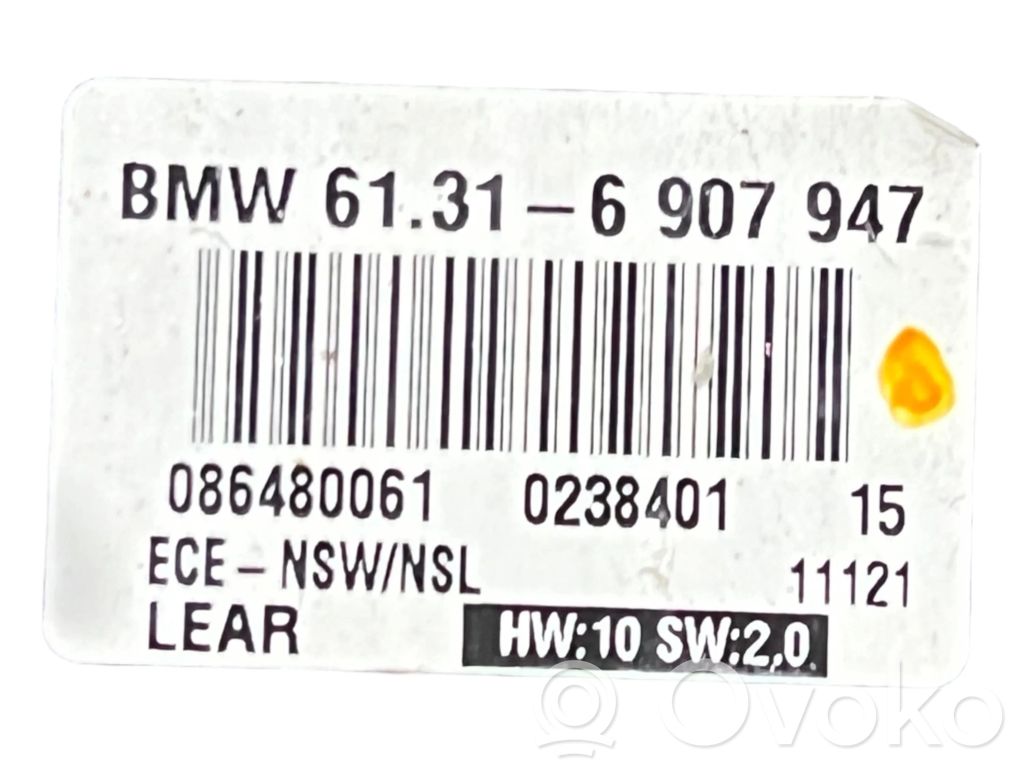 BMW 61.31-6 907 947
086480061 0238401 15
ECE-NSW/NSL 11121
LEAR HW:10 SW:2,0
Ovoko